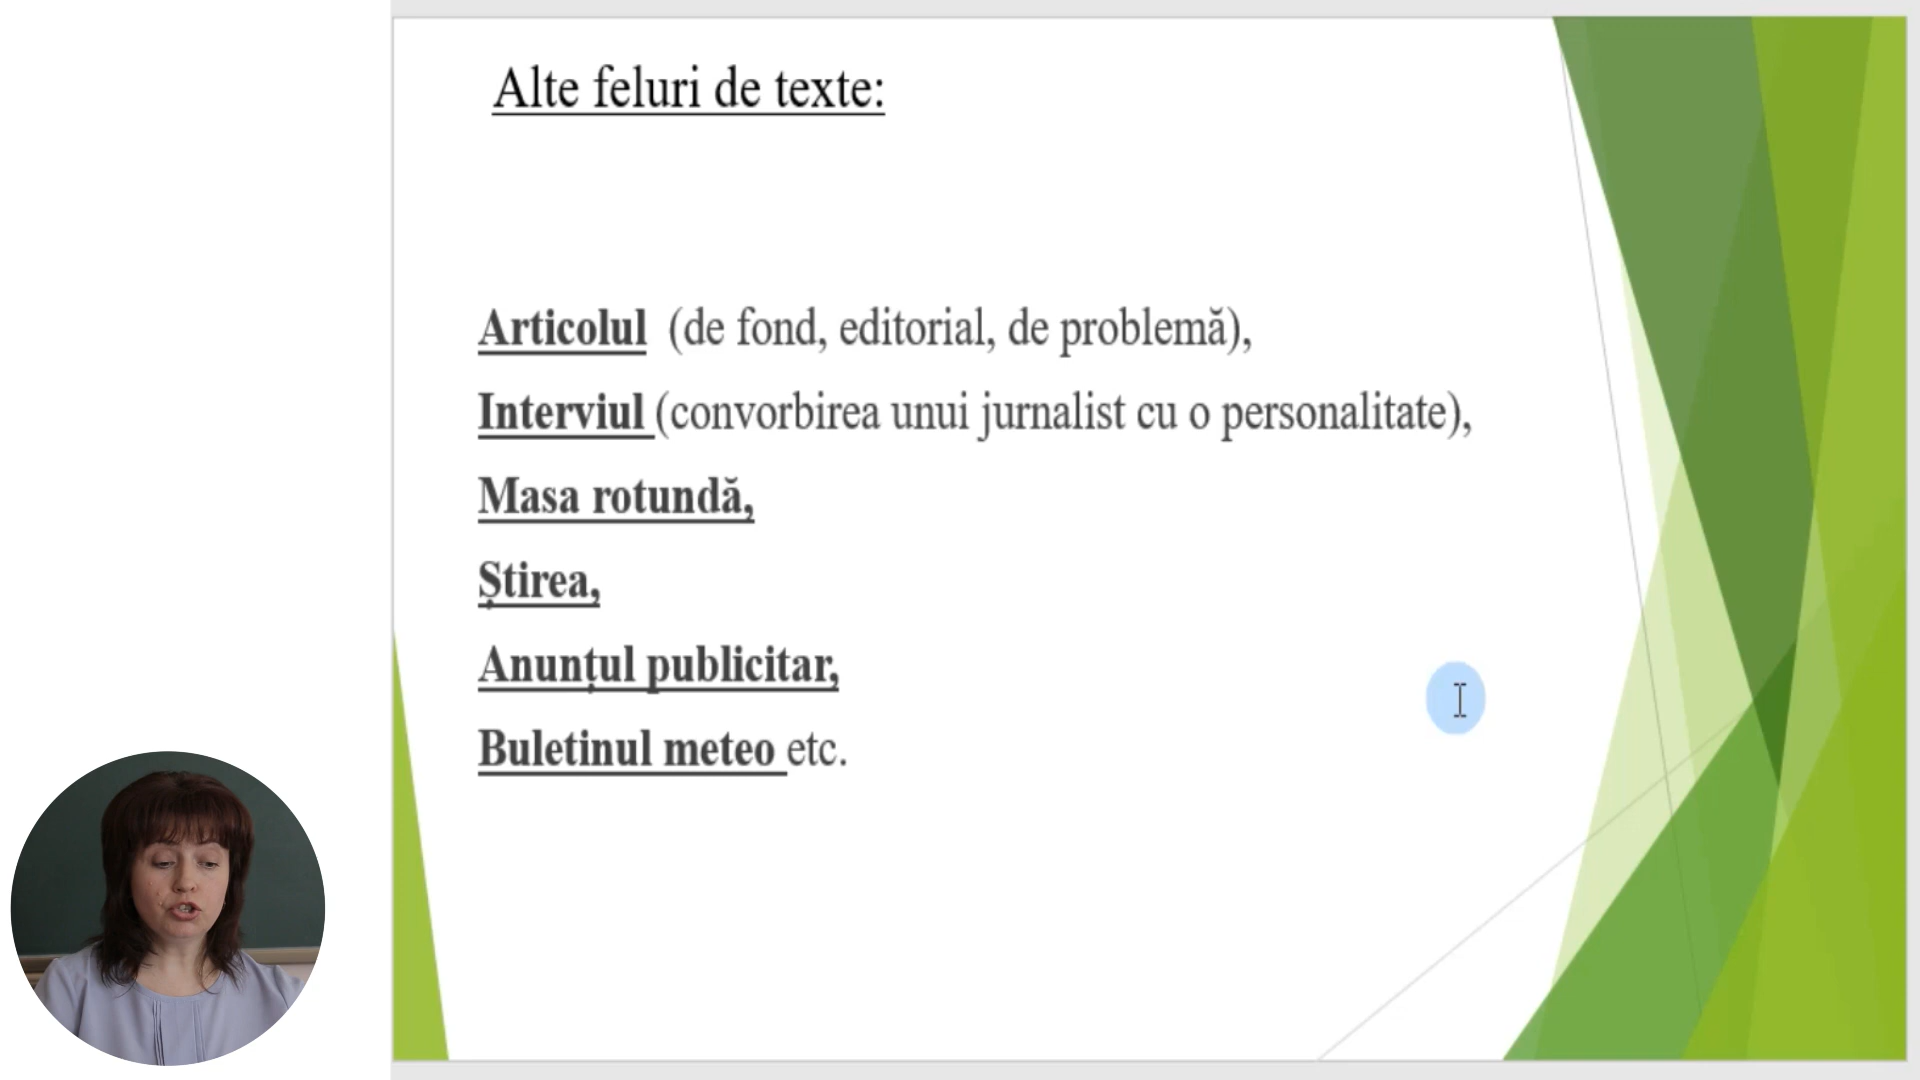 Alte feluri de texte:
Articolul (de fond, editorial, de problemă),
Interviul (convorbirea unui jurnalist cu o personalitate),
Masa rotundă,
Știrea,
Anunțul publicitar,
Buletinul meteo etc.